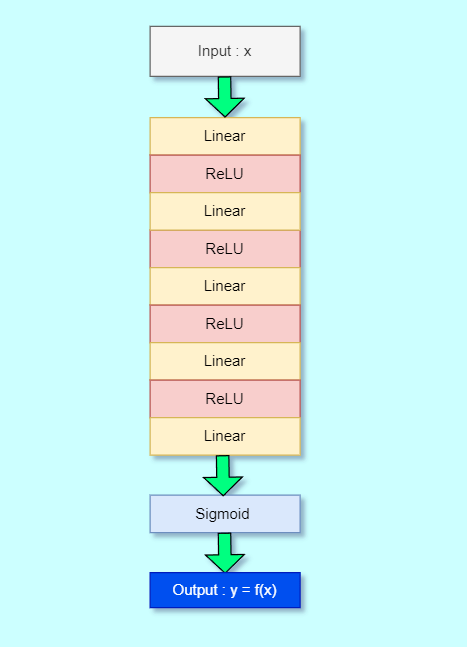 Input : x
Linear
ReLU
Linear
ReLU
Linear
ReLU
Linear
ReLU
Linear
Sigmoid
Output : y = f(x)